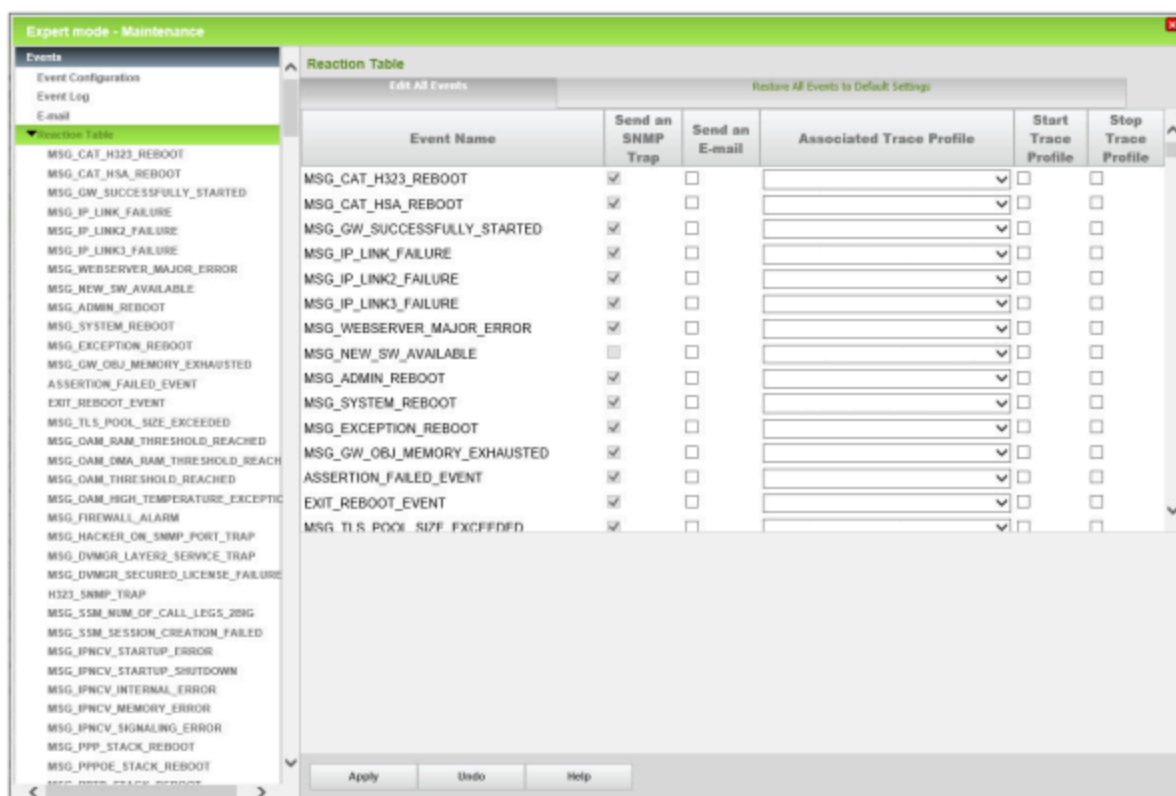 Expert mode - Maintenance
Events
Event Configuration
Event Log
E-mail
Reaction Table
MSG_CAT_H323_REBOOT
MSG_CAT_HSA_REBOOT
MSG_GW_SUCCESSFULLY_STARTED
MSG_IP_LINK_FAILURE
MSG_IP_LINK2_FAILURE
MSG_IP_LINK3_FAILURE
MSG_WEBSERVER_MAJOR_ERROR
MSG_NEW_SW_AVAILABLE
MSG_ADMIN_REBOOT
MSG_SYSTEM_REBOOT
MSG_EXCEPTION_REBOOT
MSG_GW_OBJ_MEMORY_EXHAUSTED
ASSERTION_FAILED_EVENT
EXIT_REBOOT_EVENT
MSG_TLS_POOL_SIZE_EXCEEDED
MSG_OAM_RAM_THRESHOLD_REACHED
MSG_OAM_DMA_RAM_THRESHOLD_REACH
MSG_OAM_THRESHOLD_REACHED
MSG_OAM_HIGH_TEMPERATURE_EXCEPTIC
MSG_FIREWALL_ALARM
MSG_HACKER_ON_SNMP_PORT_TRAP
MSG_DVMGR_LAYER2_SERVICE_TRAP
MSG_DVMGR_SECURED_LICENSE_FAILURE
H323_SNMP_TRAP
MSG_SSM_NUM_OF_CALL_LEGS_2BIG
MSG_SSM_SESSION_CREATION_FAILED
MSG_IPNCV_STARTUP_ERROR
MSG_IPNCV_STARTUP_SHUTDOWN
MSG_IPNCV_INTERNAL_ERROR
MSG_IPNCV_MEMORY_ERROR
MSG_IPNCV_SIGNALING_ERROR
MSG_PPP_STACK_REBOOT
MSG_PPPOE_STACK_REBOOT
Reaction Table
Edit All Events
Restore All Events to Default Settings
Event Name
Send an
SNMP
Trap
Send an
E-mail
Associated Trace Profile
Start
Trace
Profile
Stop
Trace
Profile
MSG_CAT_H323_REBOOT
MSG_CAT_HSA_REBOOT
MSG_GW_SUCCESSFULLY_STARTED
MSG_IP_LINK_FAILURE
MSG_IP_LINK2_FAILURE
MSG_IP_LINK3_FAILURE
MSG_WEBSERVER_MAJOR_ERROR
MSG_NEW_SW_AVAILABLE
MSG_ADMIN_REBOOT
MSG_SYSTEM_REBOOT
MSG_EXCEPTION_REBOOT
MSG_GW_OBJ_MEMORY_EXHAUSTED
ASSERTION_FAILED_EVENT
EXIT_REBOOT_EVENT
MSG_TLS_POOL_SIZE_EXCEEDED
Apply
Undo
Help